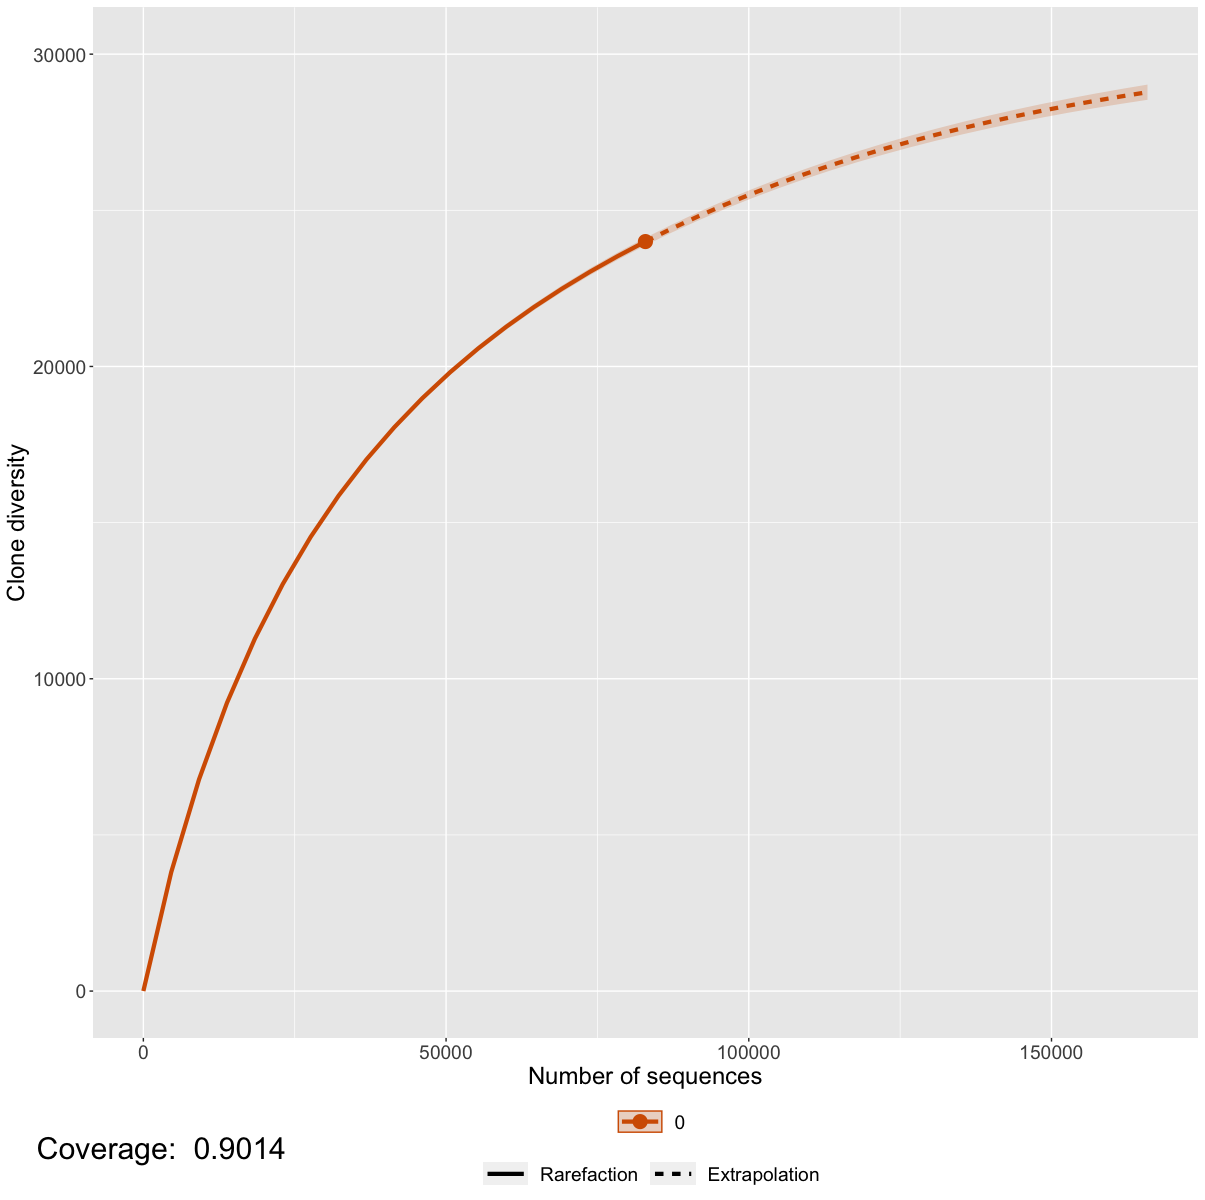 30000
20000
10000
0
Clone diversity
0 50000 100000 150000
Number of sequences
0
Coverage: 0.9014
Rarefaction Extrapolation